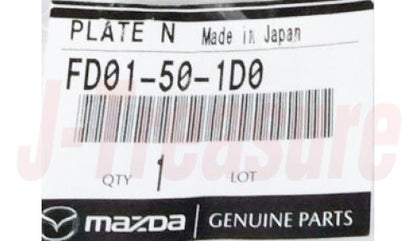 PLATE N Made in Japan
FD01-50-1D0
J-Treasure
QTY 1 LOT
mazda GENUINE PARTS